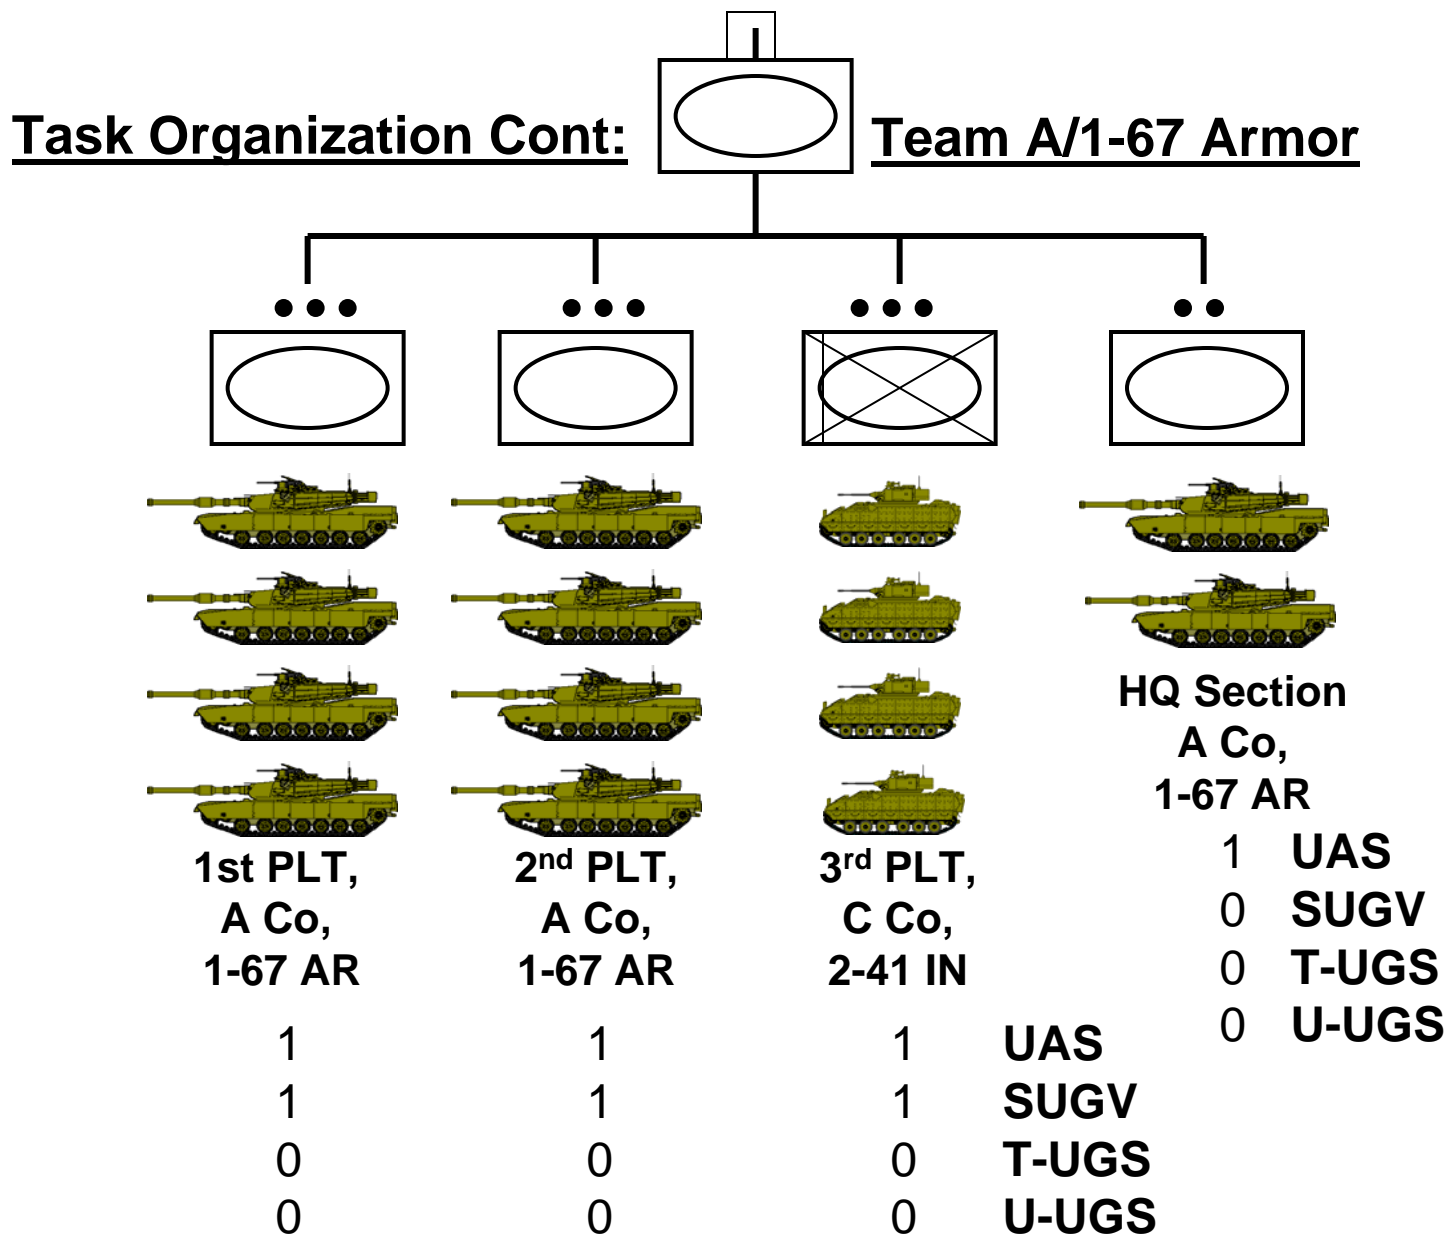 Task Organization Cont:
Team A/1-67 Armor
1st PLT,
A Co,
1-67 AR
2nd PLT,
A Co,
1-67 AR
3rd PLT,
C Co,
2-41 IN
HQ Section
A Co,
1-67 AR
1 UAS
0 SUGV
0 T-UGS
0 U-UGS
1 1 1 UAS
1 1 1 SUGV
0 0 0 T-UGS
0 0 0 U-UGS